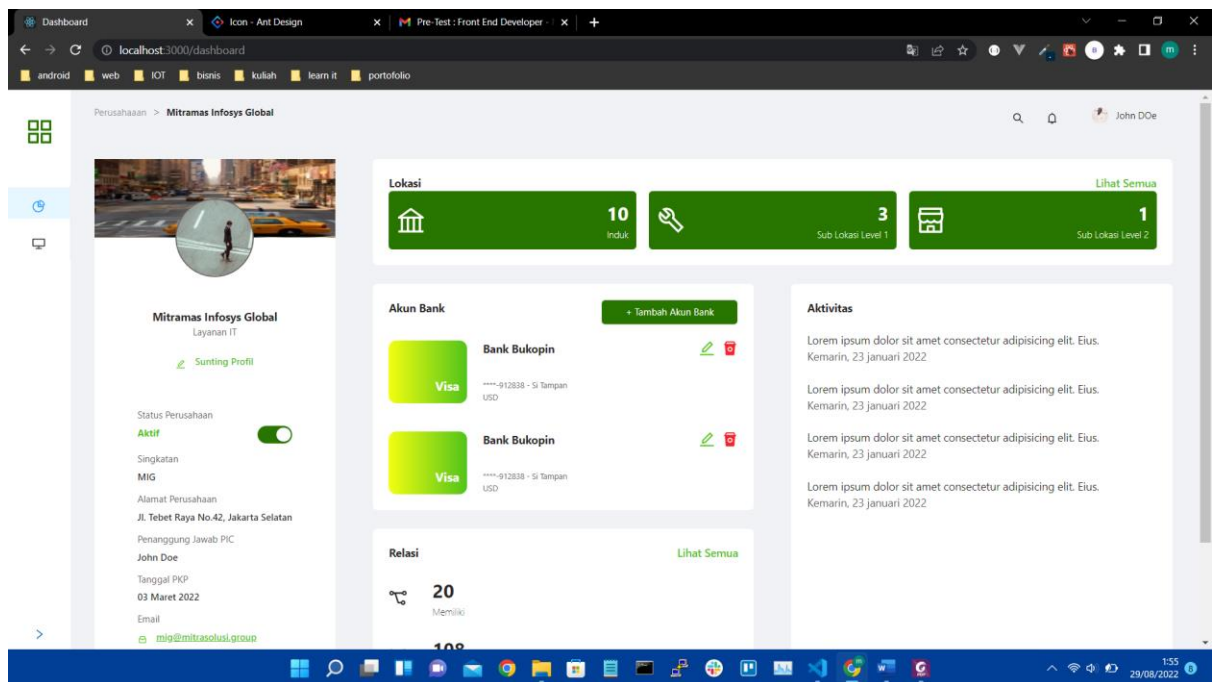 Dashboard
Icon - Ant Design
Pre-Test : Front End Developer -
localhost:3000/dashboard
android
web
IOT
bisnis
kuliah
learn it
portofolio
Perusahaaan > Mitramas Infosys Global
John DOe
Mitramas Infosys Global
Layanan IT
Sunting Profil
Status Perusahaan
Aktif
Singkatan
MIG
Alamat Perusahaan
Jl. Tebet Raya No.42, Jakarta Selatan
Penanggung Jawab PIC
John Doe
Tanggal PKP
03 Maret 2022
Email
mig@mitrasolusi.group
Lokasi
Lihat Semua
10
Induk
3
Sub Lokasi Level 1
1
Sub Lokasi Level 2
Akun Bank
+ Tambah Akun Bank
Visa
Bank Bukopin
****-912838 - Si Tampan
USD
Visa
Bank Bukopin
****-912838 - Si Tampan
USD
Relasi
Lihat Semua
20
Memiliki
108
Aktivitas
Lorem ipsum dolor sit amet consectetur adipisicing elit. Eius.
Kemarin, 23 januari 2022
Lorem ipsum dolor sit amet consectetur adipisicing elit. Eius.
Kemarin, 23 januari 2022
Lorem ipsum dolor sit amet consectetur adipisicing elit. Eius.
Kemarin, 23 januari 2022
Lorem ipsum dolor sit amet consectetur adipisicing elit. Eius.
Kemarin, 23 januari 2022
1:55
29/08/2022